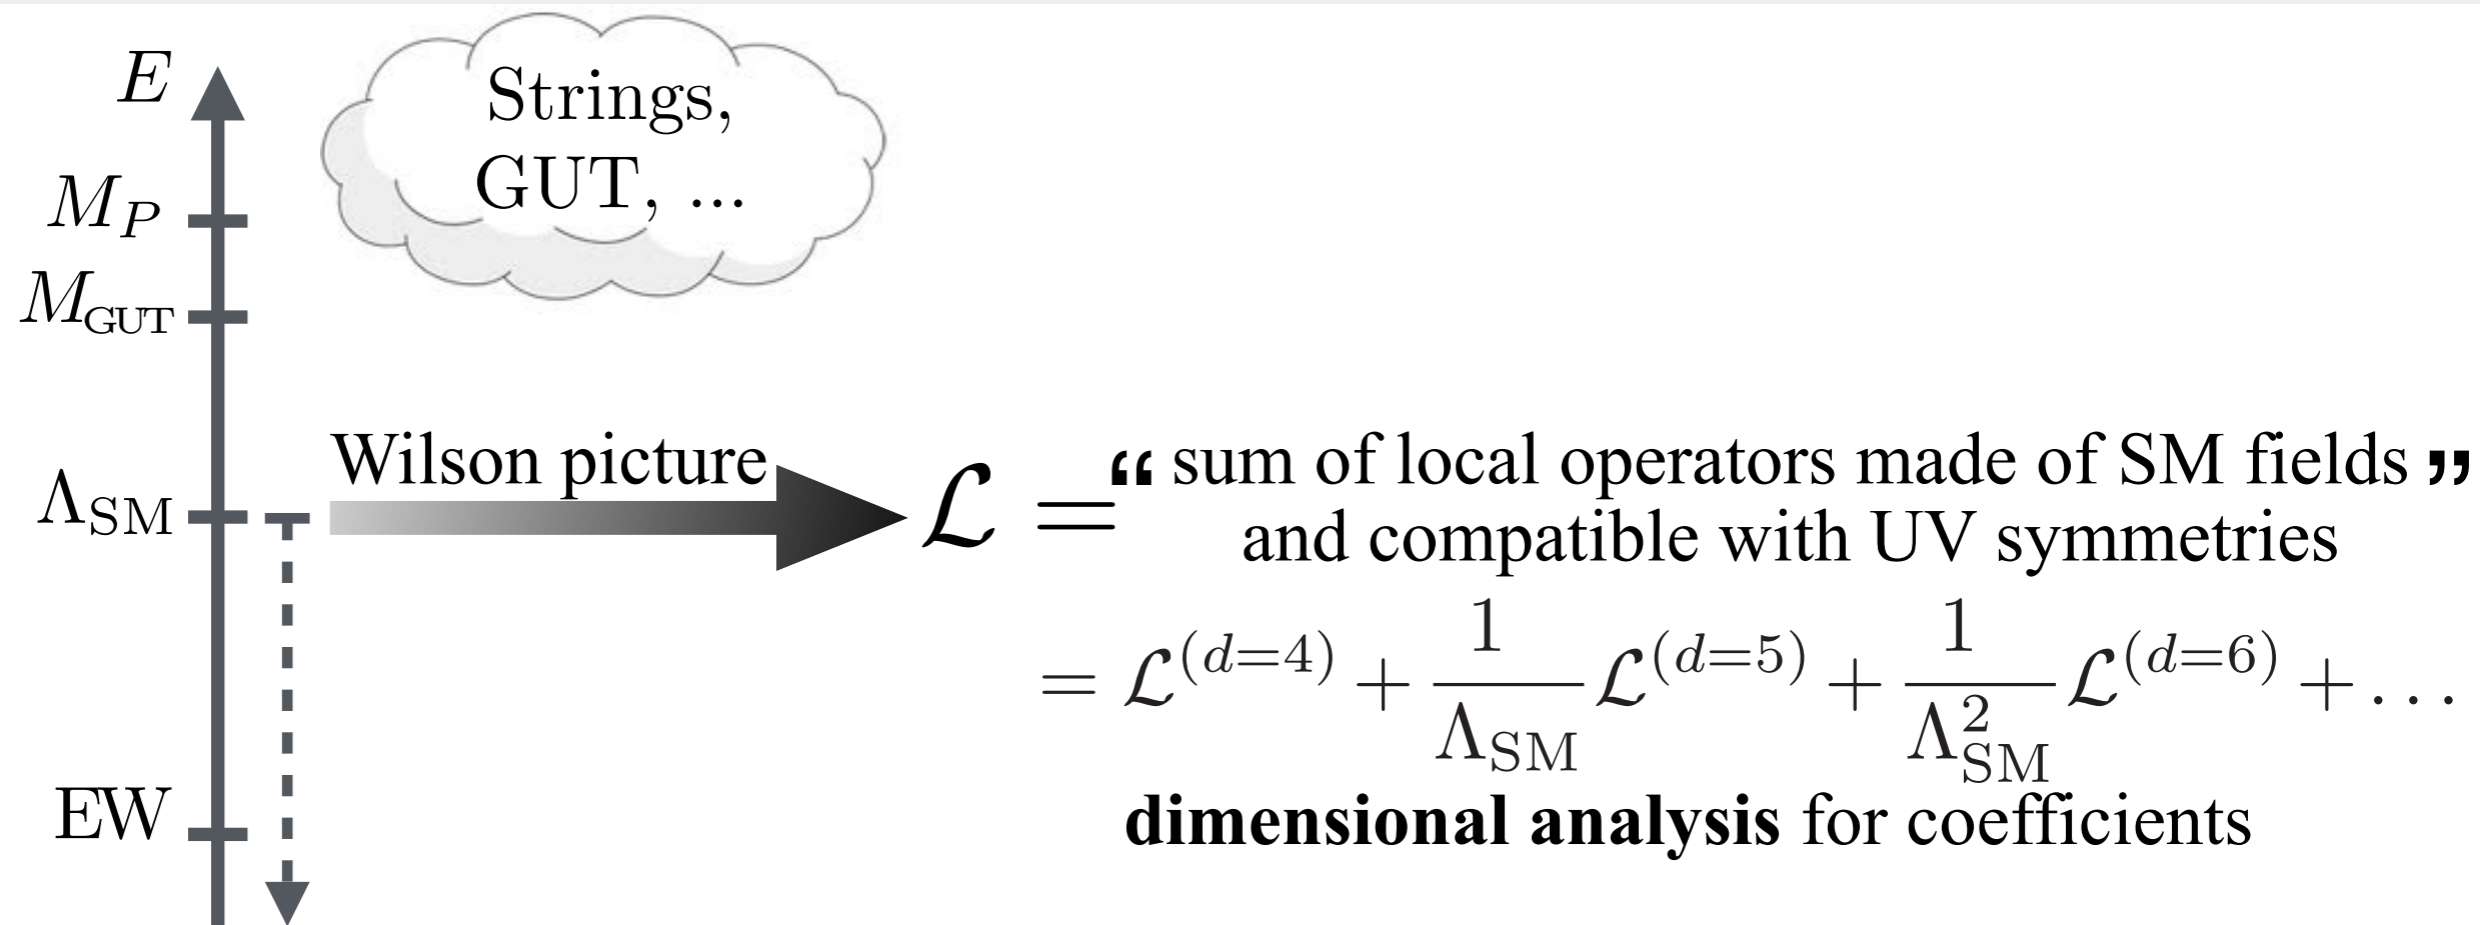 E
Strings,
GUT, ...
M_P
M_GUT
Wilson picture
Λ_SM
ℒ = “ sum of local operators made of SM fields ”
and compatible with UV symmetries
= ℒ^(d=4) + 1/Λ_SM ℒ^(d=5) + 1/Λ_SM^2 ℒ^(d=6) + . . .
EW
dimensional analysis for coefficients